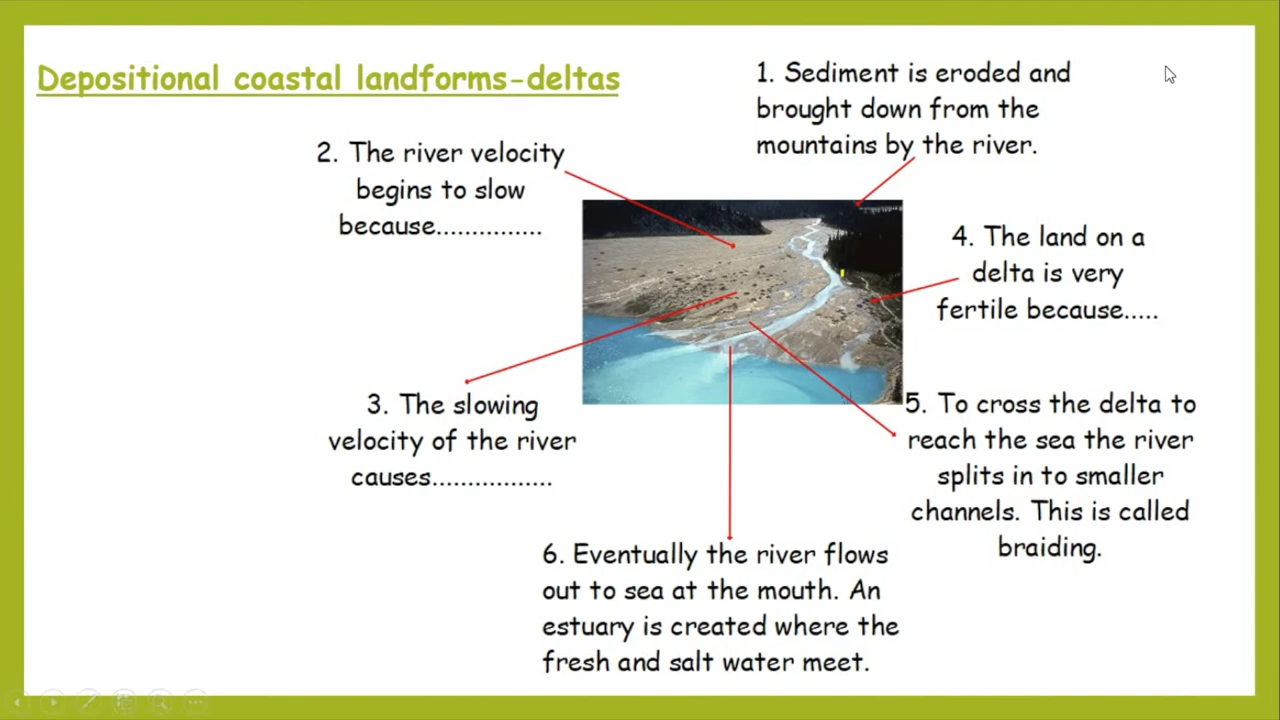 Depositional coastal landforms-deltas
1. Sediment is eroded and
brought down from the
mountains by the river.
2. The river velocity
begins to slow
because...............
3. The slowing
velocity of the river
causes..................
4. The land on a
delta is very
fertile because.....
5. To cross the delta to
reach the sea the river
splits in to smaller
channels. This is called
braiding.
6. Eventually the river flows
out to sea at the mouth. An
estuary is created where the
fresh and salt water meet.